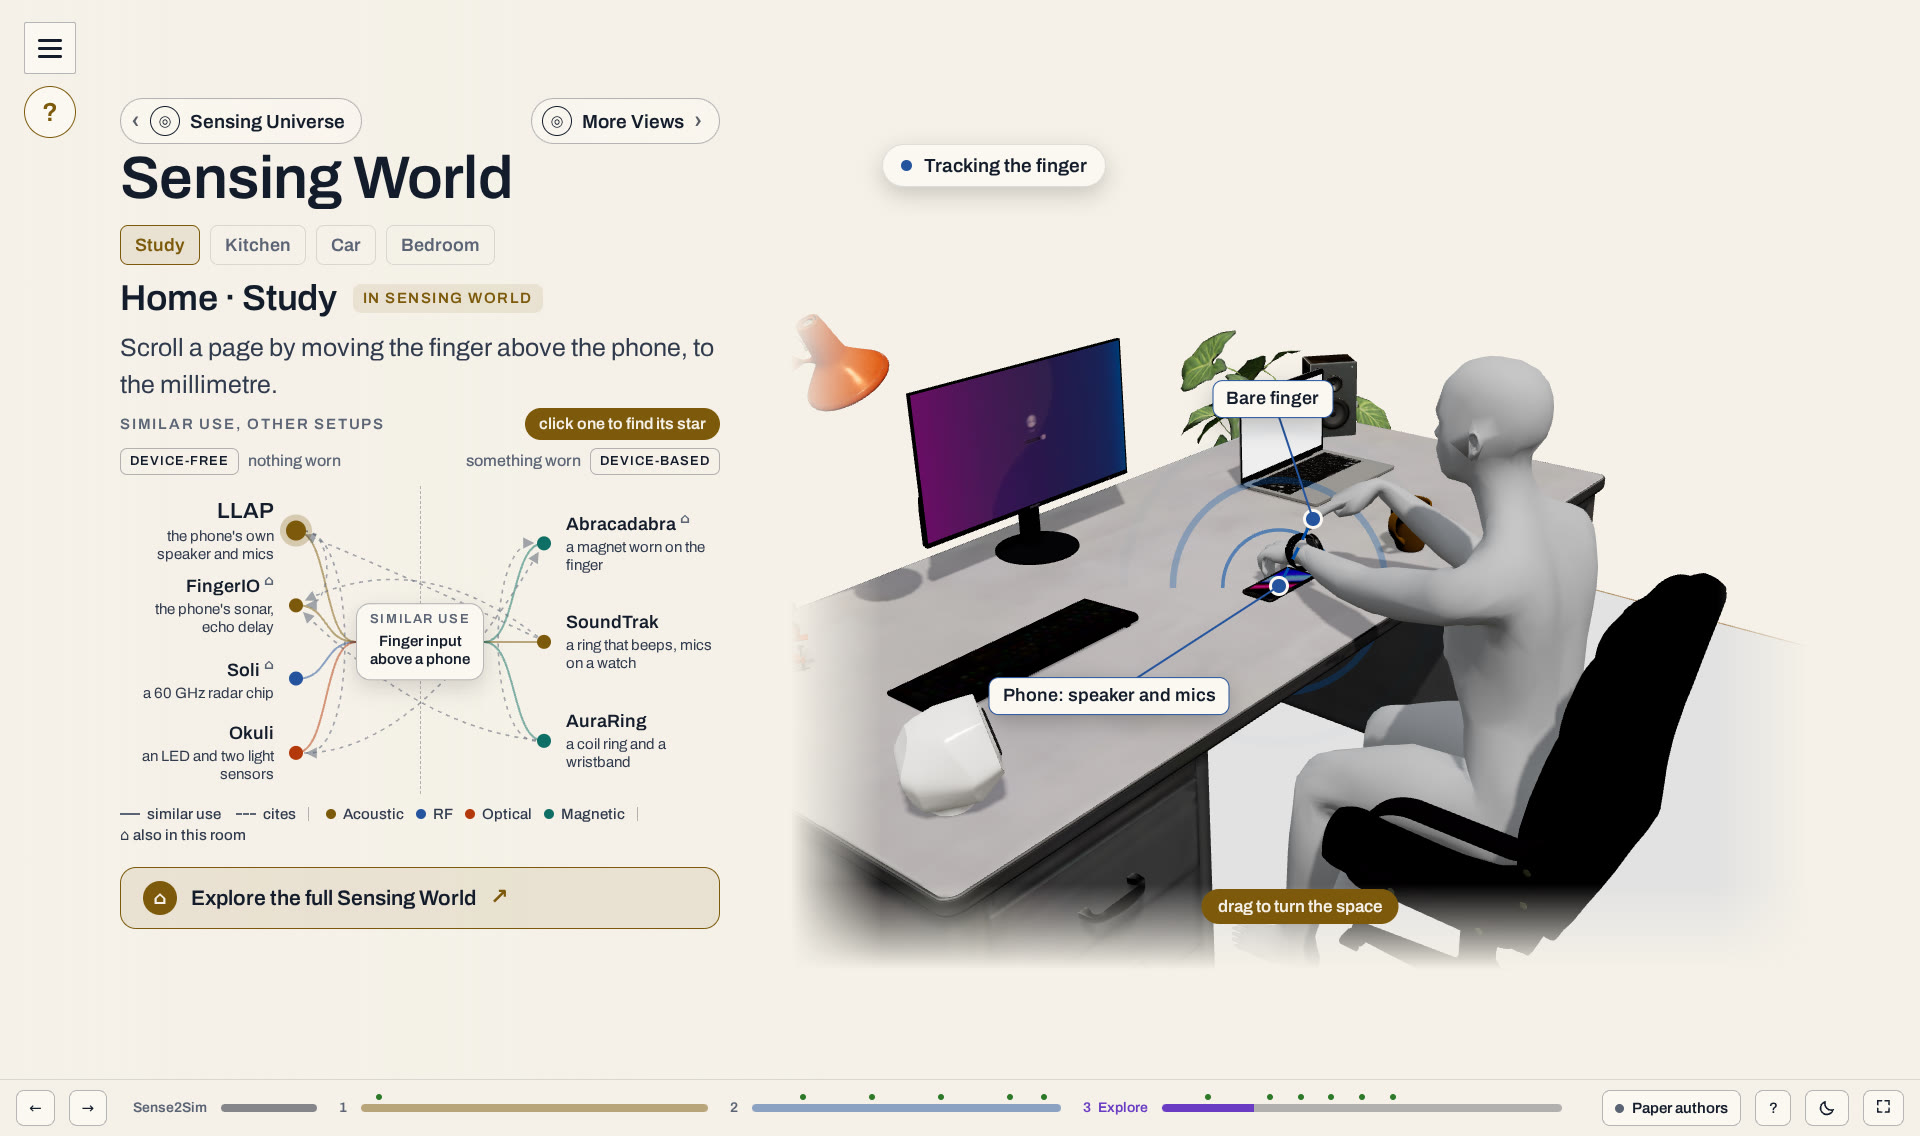 ?
Sensing Universe
More Views
Sensing World
Study
Kitchen
Car
Bedroom
Home · Study
IN SENSING WORLD
Scroll a page by moving the finger above the phone, to
the millimetre.
SIMILAR USE, OTHER SETUPS
click one to find its star
DEVICE-FREE
nothing worn
something worn
DEVICE-BASED
LLAP
the phone's own
speaker and mics
FingerIO
the phone's sonar,
echo delay
Soli
a 60 GHz radar chip
Okuli
an LED and two light
sensors
SIMILAR USE
Finger input
above a phone
Abracadabra
a magnet worn on the
finger
SoundTrak
a ring that beeps, mics
on a watch
AuraRing
a coil ring and a
wristband
similar use
cites
Acoustic
RF
Optical
Magnetic
also in this room
Explore the full Sensing World ↗
Tracking the finger
Bare finger
Phone: speaker and mics
drag to turn the space
← → Sense2Sim
1
2
3 Explore
Paper authors
?